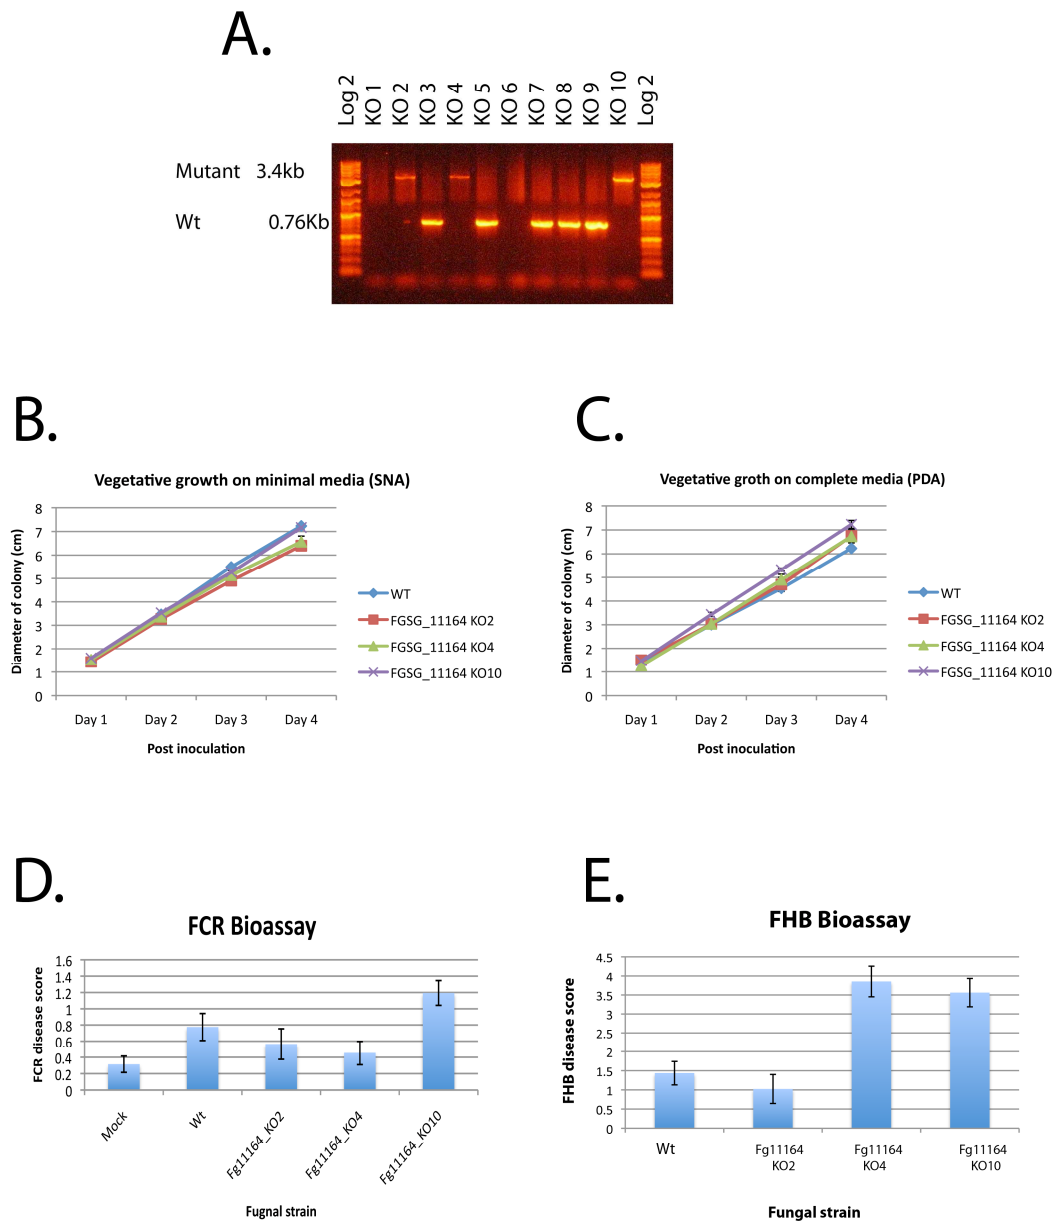 A.
Log 2
KO 1
KO 2
KO 3
KO 4
KO 5
KO 6
KO 7
KO 8
KO 9
KO 10
Log 2
Mutant 3.4kb
Wt 0.76Kb
B.
Vegetative growth on minimal media (SNA)
Diameter of colony (cm)
8
7
6
5
4
3
2
1
0
Day 1 Day 2 Day 3 Day 4
Post inoculation
WT
FGSG_11164 KO2
FGSG_11164 KO4
FGSG_11164 KO10
C.
Vegetative groth on complete media (PDA)
Diameter of colony (cm)
8
7
6
5
4
3
2
1
0
Day 1 Day 2 Day 3 Day 4
Post inoculation
WT
FGSG_11164 KO2
FGSG_11164 KO4
FGSG_11164 KO10
D.
FCR Bioassay
FCR disease score
1.6
1.4
1.2
1
0.8
0.6
0.4
0.2
0
Mock
Wt
Fg11164_KO2
Fg11164_KO4
Fg11164_KO10
Fugnal strain
E.
FHB Bioassay
FHB disease score
4.5
4
3.5
3
2.5
2
1.5
1
0.5
0
Wt
Fg11164
KO2
Fg11164
KO4
Fg11164
KO10
Fungal strain